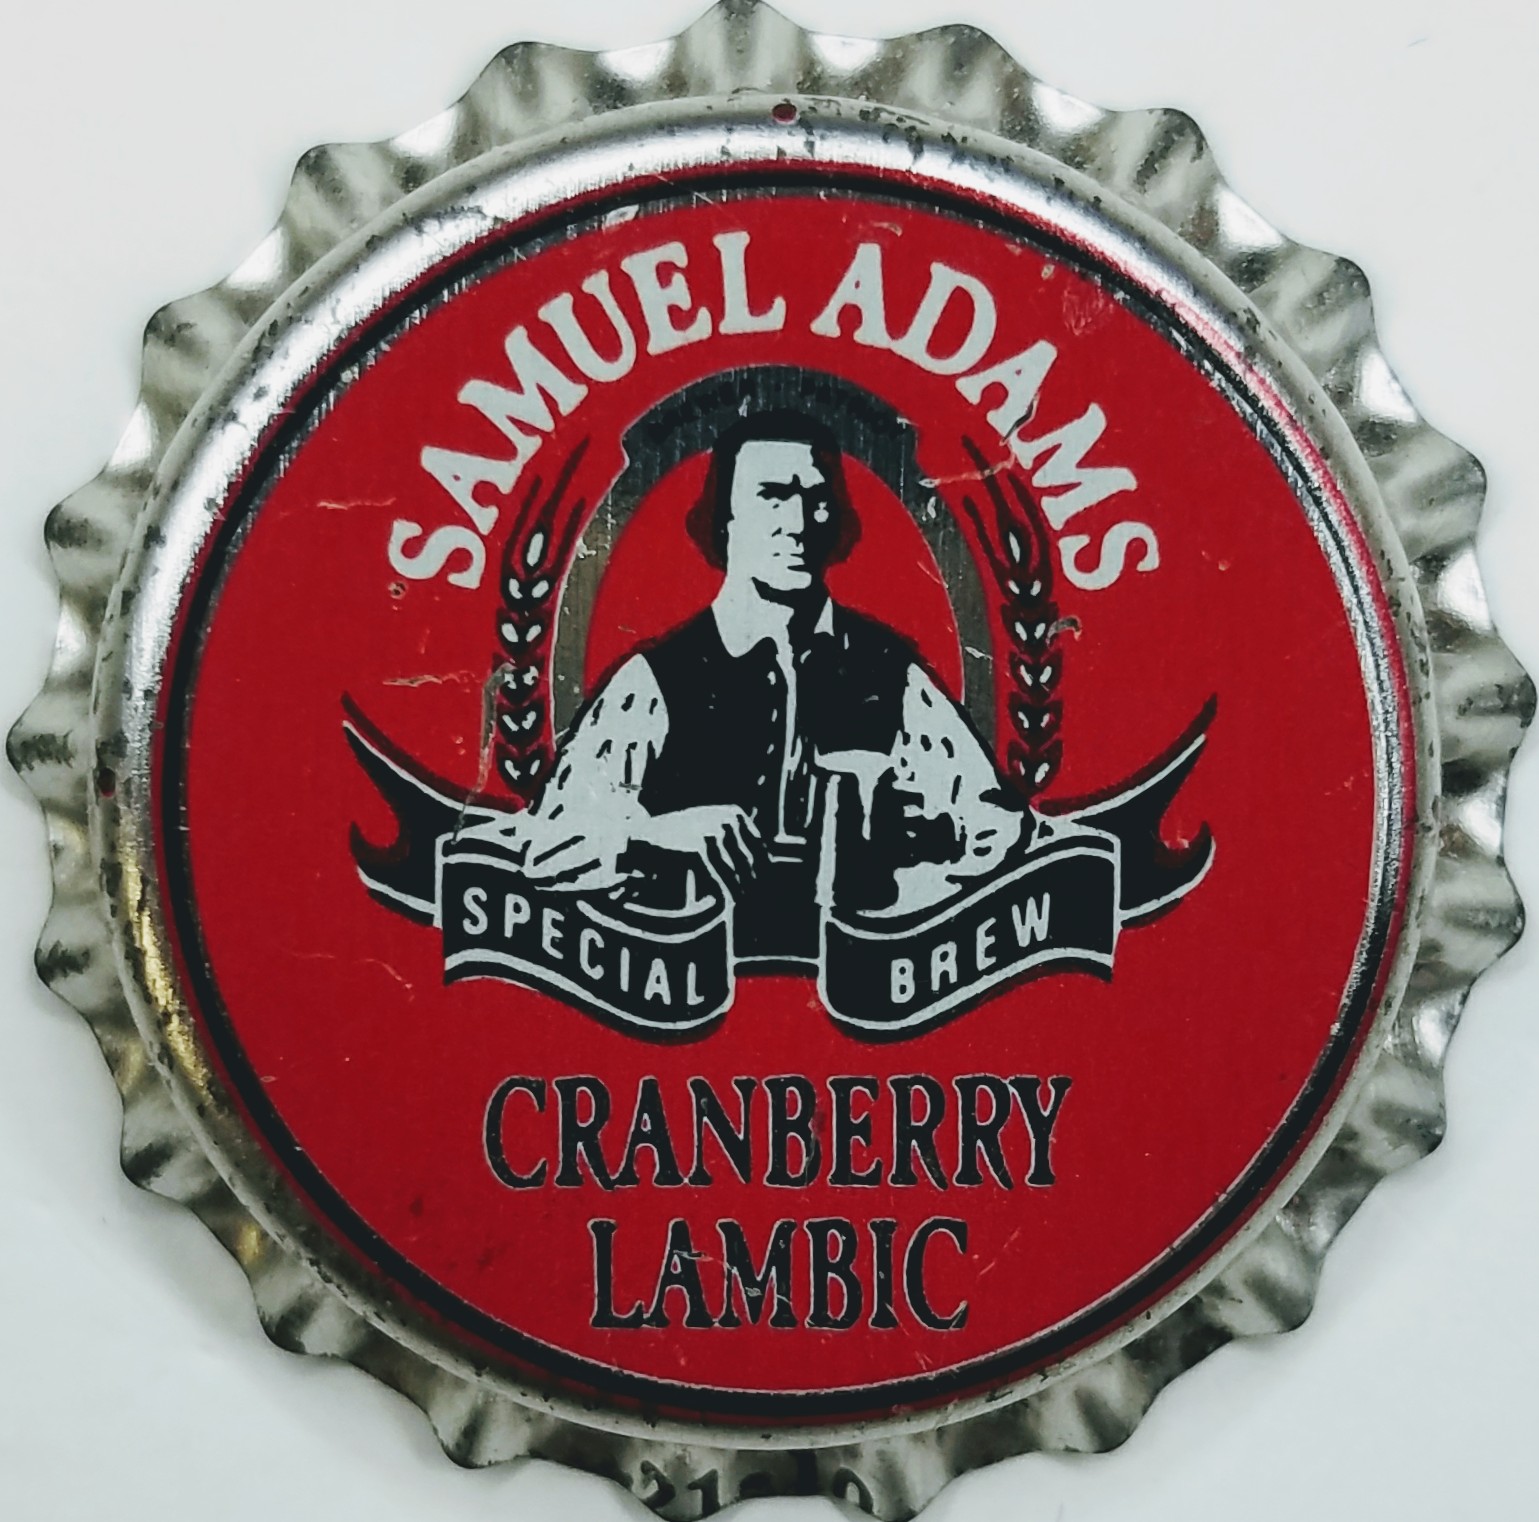 SAMUEL ADAMS
SPECIAL BREW
CRANBERRY
LAMBIC